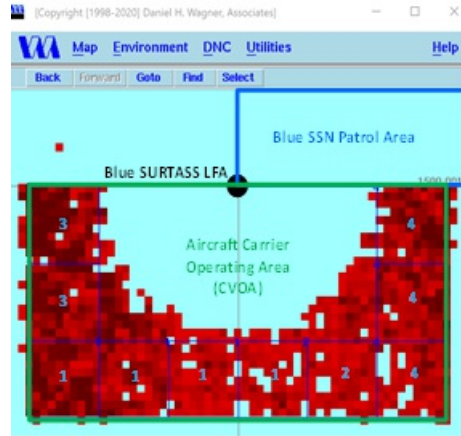 [Copyright [1998-2020] Daniel H. Wagner, Associates]
Map Environment DNC Utilities Help
Back Forward Goto Find Select
Blue SSN Patrol Area
Blue SURTASS LFA
Aircraft Carrier
Operating Area
(CVOA)
3 4
3 4
1 1 1 1 2 4